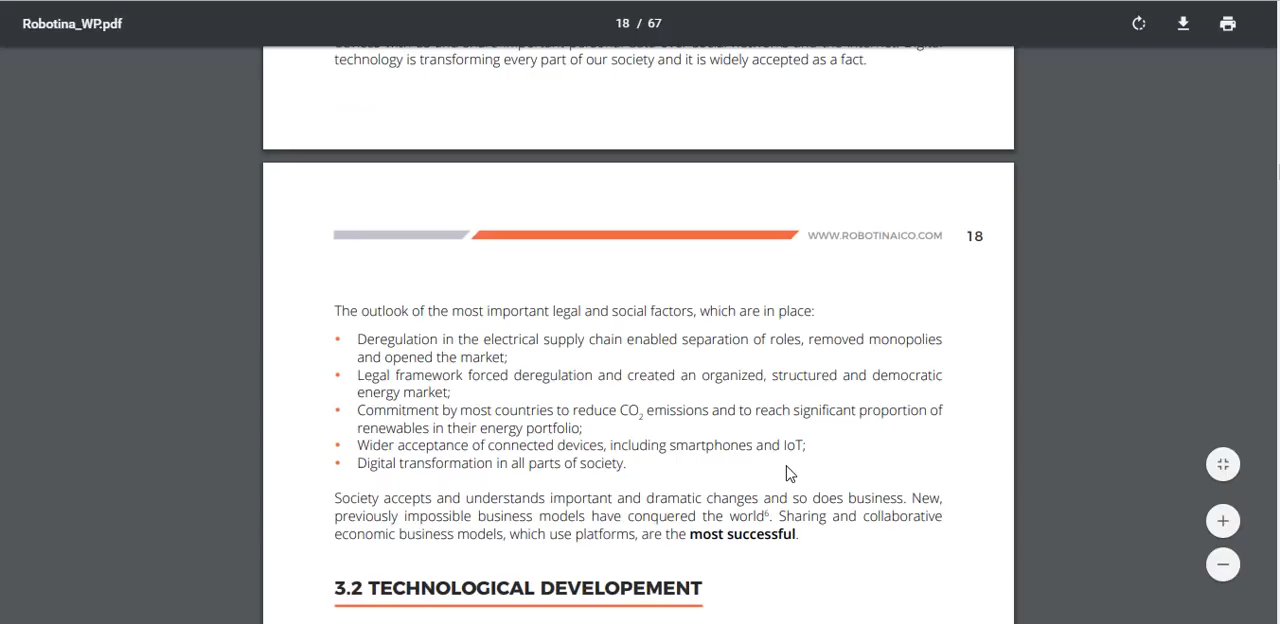 Robotina_WP.pdf
18 / 67
technology is transforming every part of our society and it is widely accepted as a fact.
WWW.ROBOTINAICO.COM 18
The outlook of the most important legal and social factors, which are in place:
• Deregulation in the electrical supply chain enabled separation of roles, removed monopolies
and opened the market;
• Legal framework forced deregulation and created an organized, structured and democratic
energy market;
• Commitment by most countries to reduce CO₂ emissions and to reach significant proportion of
renewables in their energy portfolio;
• Wider acceptance of connected devices, including smartphones and IoT;
• Digital transformation in all parts of society.
Society accepts and understands important and dramatic changes and so does business. New,
previously impossible business models have conquered the world⁶. Sharing and collaborative
economic business models, which use platforms, are the most successful.
3.2 TECHNOLOGICAL DEVELOPEMENT